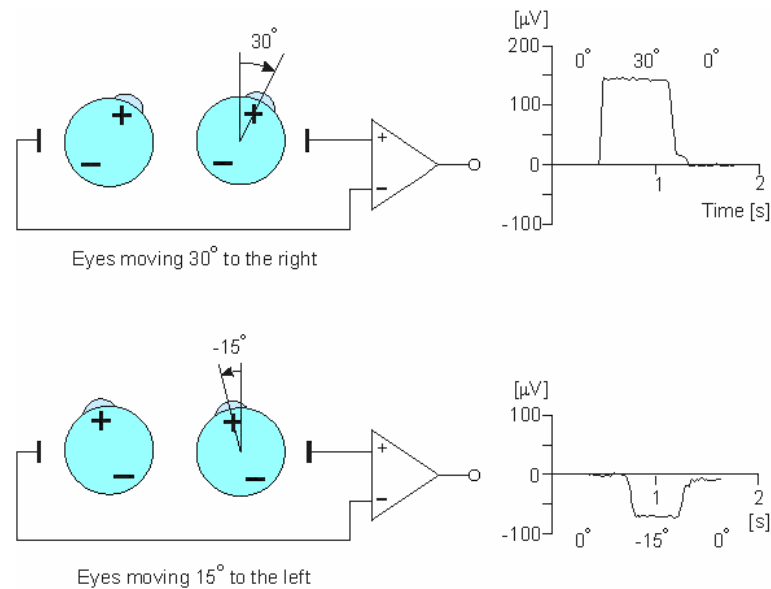 30°
[µV]
200
0° 30° 0°
100
+ +
+
0
− −
−
1 2
Time [s]
-100
Eyes moving 30° to the right
-15°
[µV]
100
+ +
+
0
− −
−
1 2
[s]
-100
0° -15° 0°
Eyes moving 15° to the left